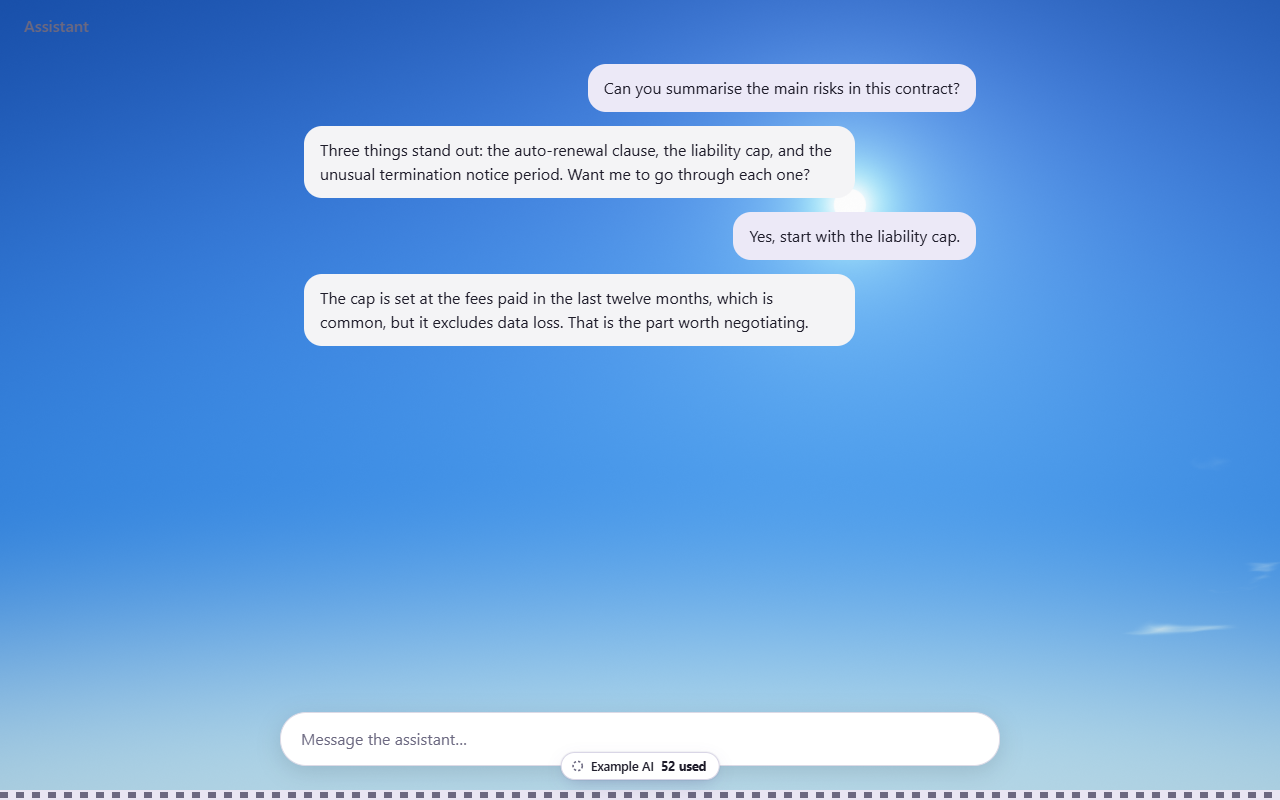 Assistant
Can you summarise the main risks in this contract?
Three things stand out: the auto-renewal clause, the liability cap, and the
unusual termination notice period. Want me to go through each one?
Yes, start with the liability cap.
The cap is set at the fees paid in the last twelve months, which is
common, but it excludes data loss. That is the part worth negotiating.
Message the assistant...
Example AI 52 used